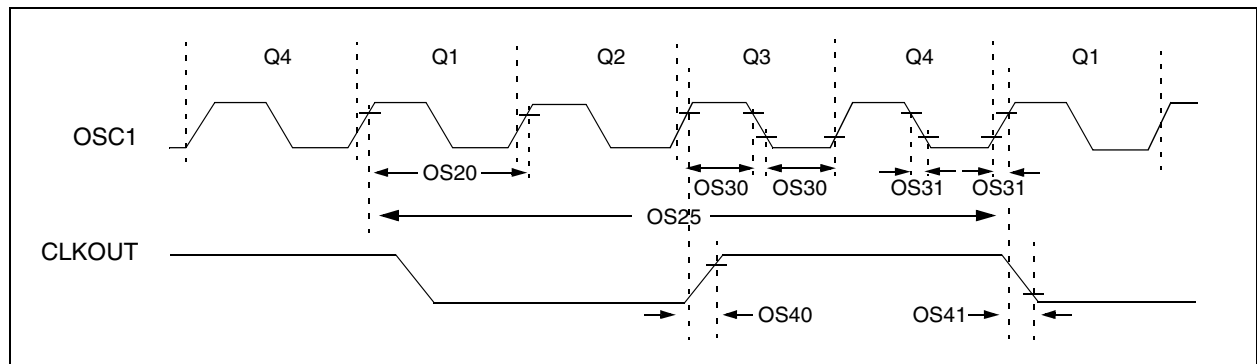 Q4 Q1 Q2 Q3 Q4 Q1
OSC1
OS20 OS30 OS30 OS31 OS31
OS25
CLKOUT
OS40 OS41